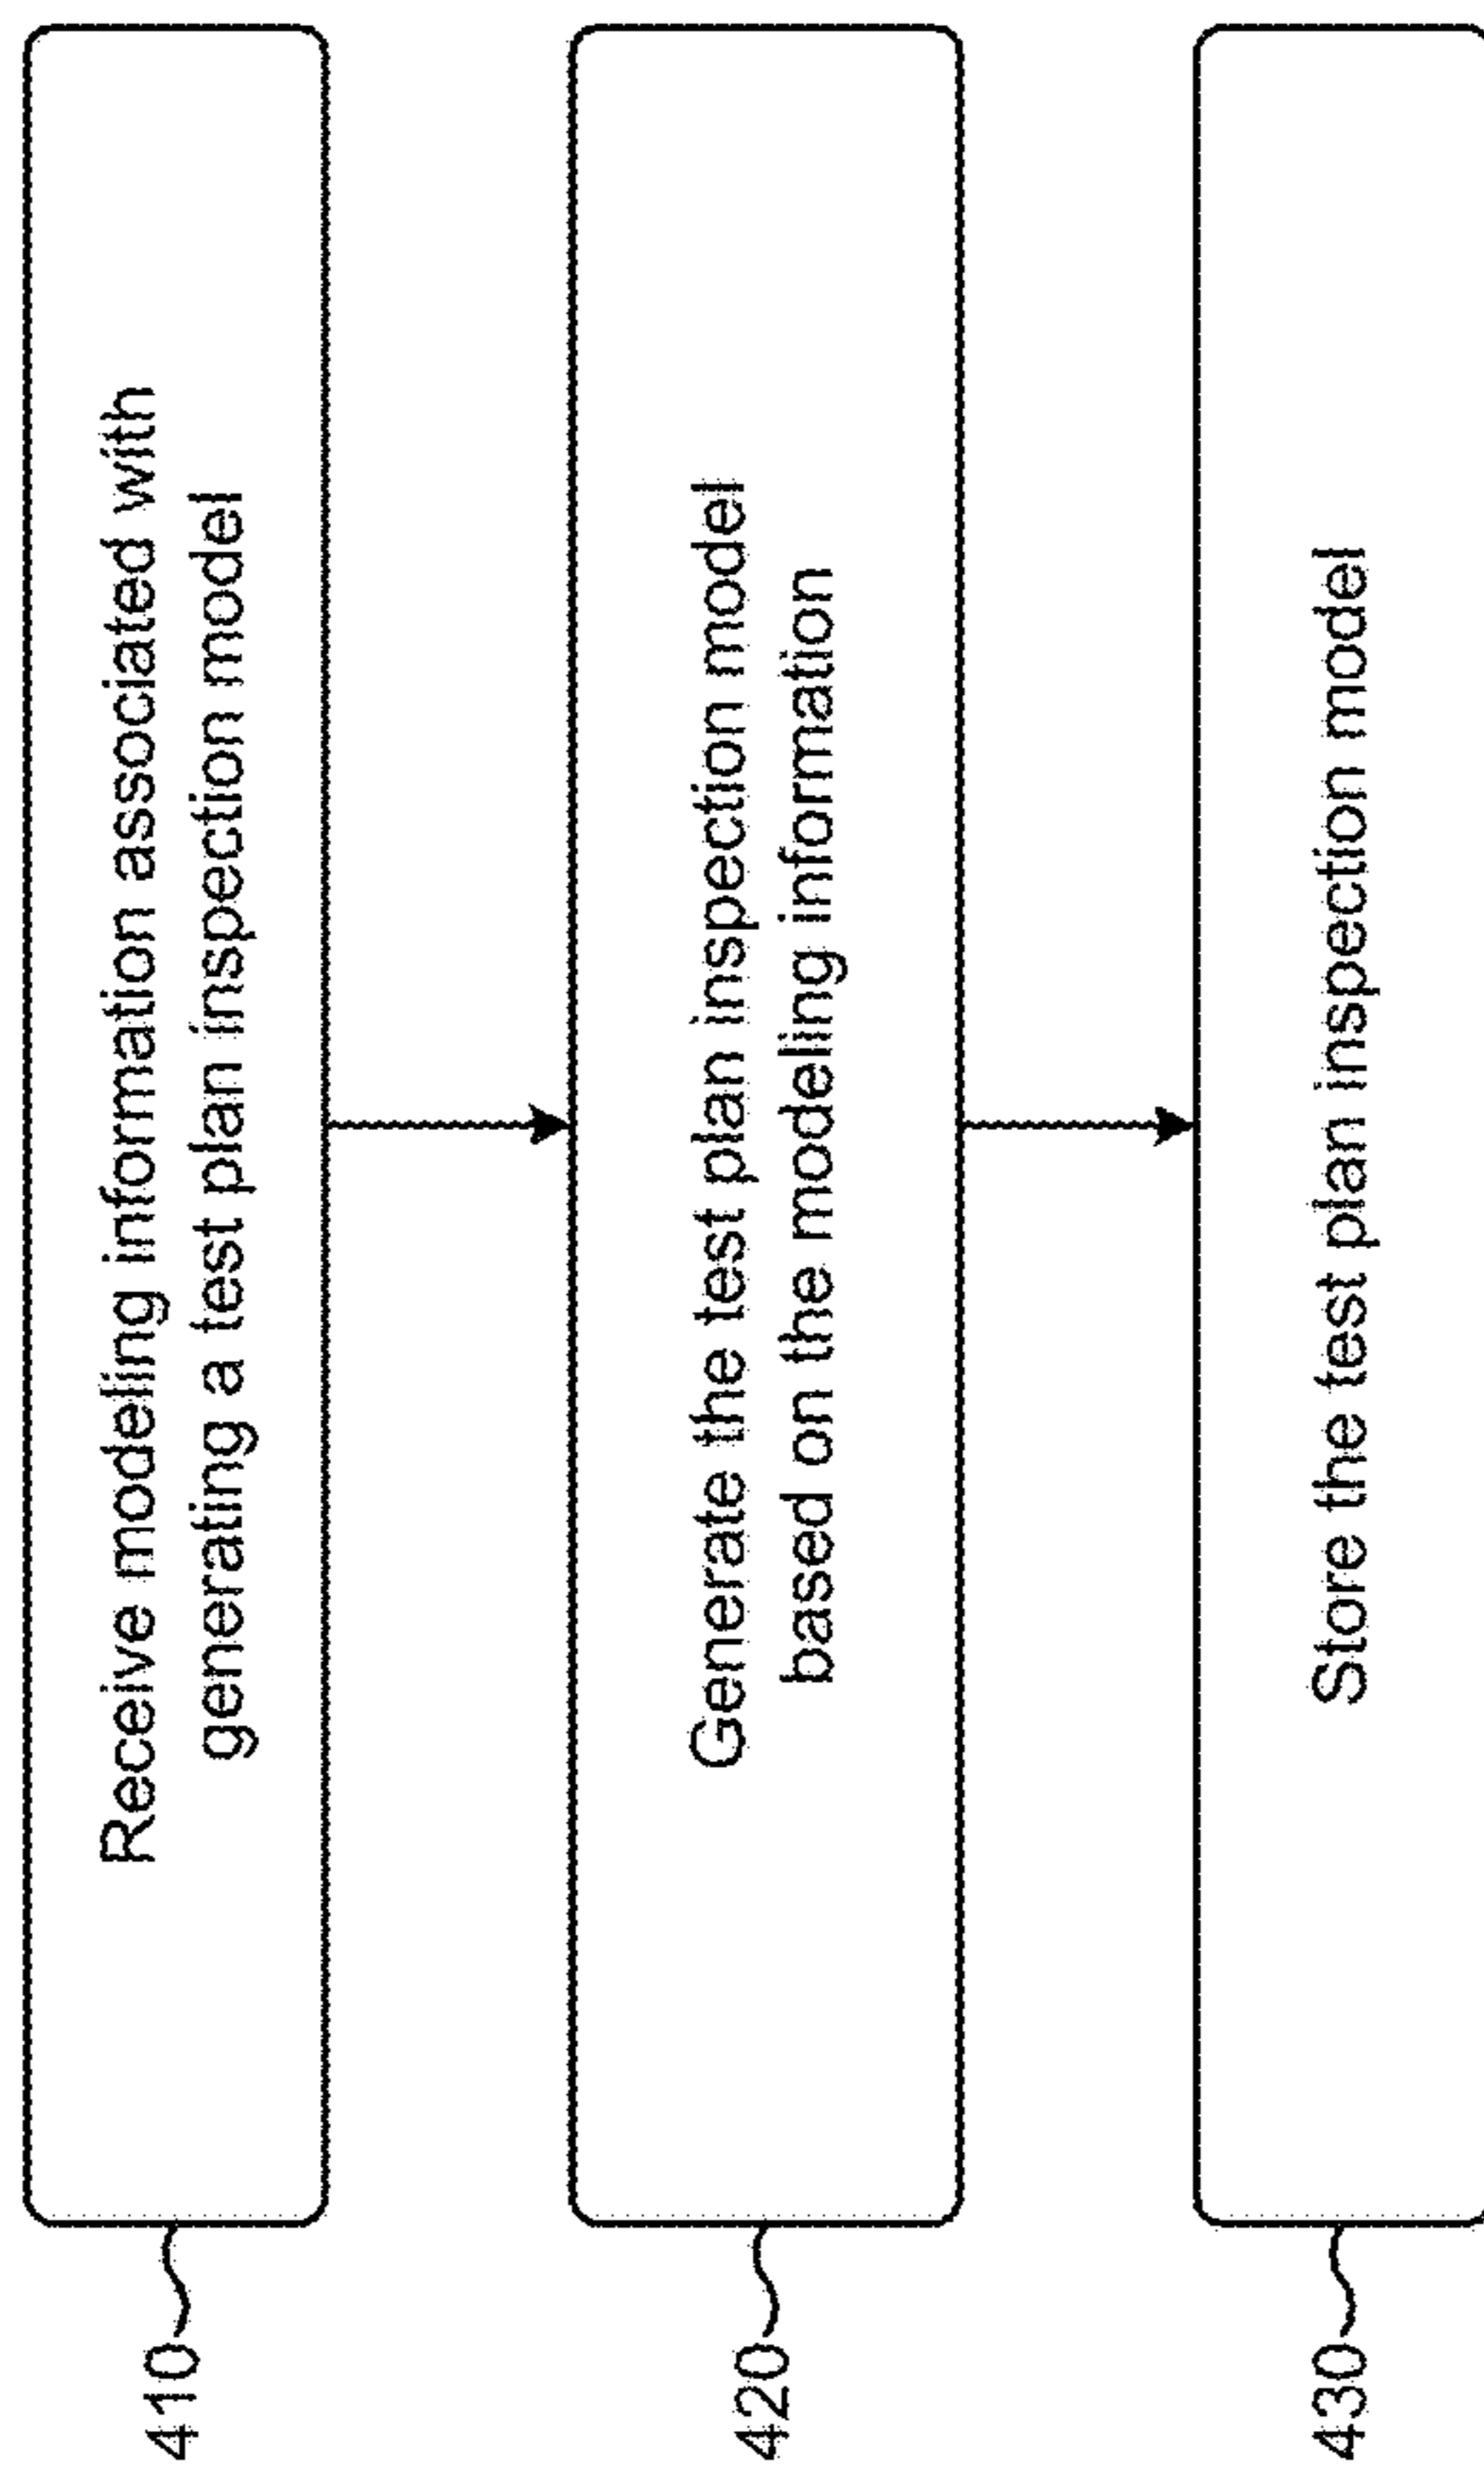 410
Receive modeling information associated with
generating a test plan inspection model
420
Generate the test plan inspection model
based on the modeling information
430
Store the test plan inspection model